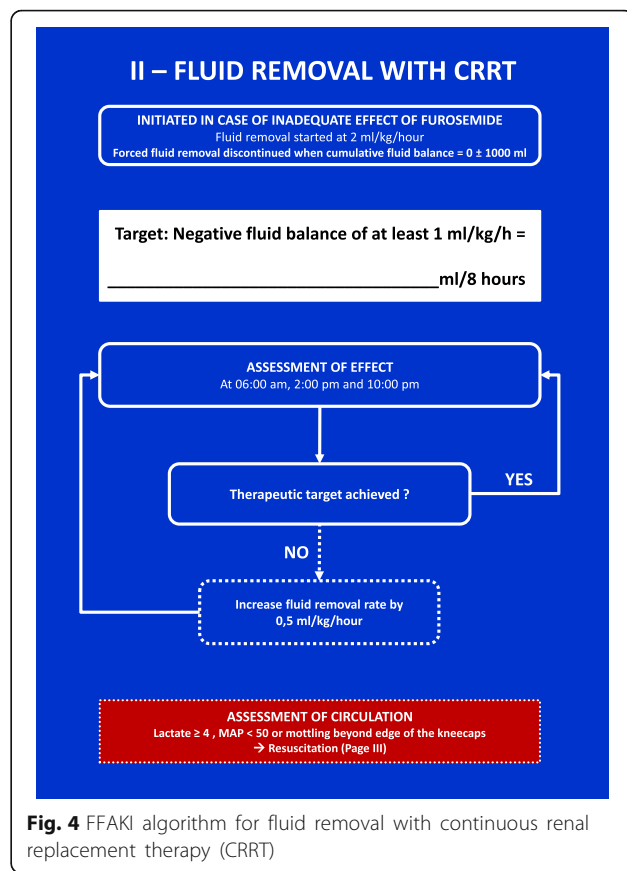 II – FLUID REMOVAL WITH CRRT
INITIATED IN CASE OF INADEQUATE EFFECT OF FUROSEMIDE
Fluid removal started at 2 ml/kg/hour
Forced fluid removal discontinued when cumulative fluid balance = 0 ± 1000 ml
Target: Negative fluid balance of at least 1 ml/kg/h =
______________________________ml/8 hours
ASSESSMENT OF EFFECT
At 06:00 am, 2:00 pm and 10:00 pm
Therapeutic target achieved ?
YES
NO
Increase fluid removal rate by
0,5 ml/kg/hour
ASSESSMENT OF CIRCULATION
Lactate ≥ 4 , MAP < 50 or mottling beyond edge of the kneecaps
→ Resuscitation (Page III)
Fig. 4 FFAKI algorithm for fluid removal with continuous renal
replacement therapy (CRRT)